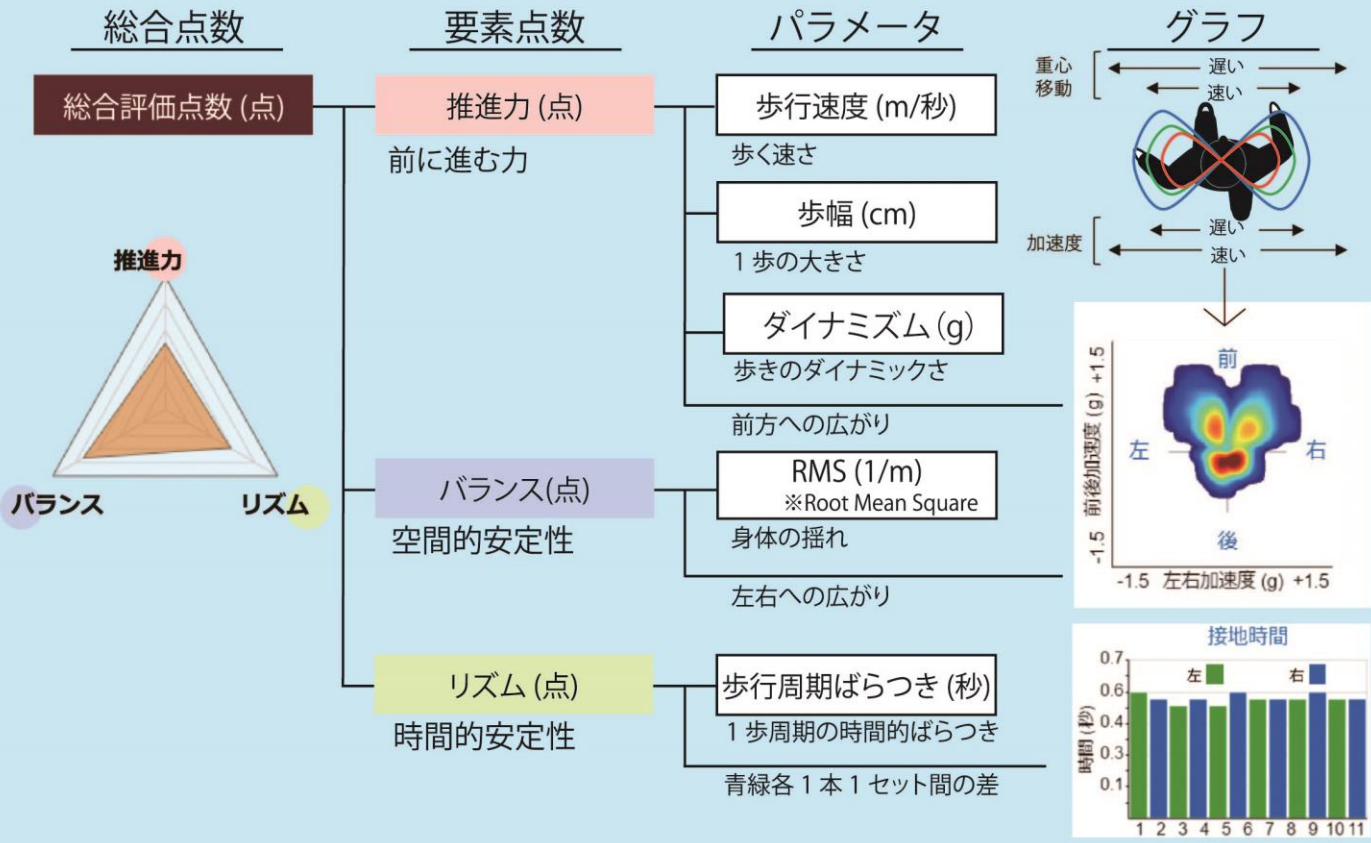 総合点数
要素点数
パラメータ
グラフ
総合評価点数 (点)
推進力 (点)
前に進む力
歩行速度 (m/秒)
歩く速さ
歩幅 (cm)
1 歩の大きさ
ダイナミズム (g)
歩きのダイナミックさ
前方への広がり
推進力
バランス
リズム
バランス(点)
空間的安定性
RMS (1/m)
※Root Mean Square
身体の揺れ
左右への広がり
リズム (点)
時間的安定性
歩行周期ばらつき (秒)
1 歩周期の時間的ばらつき
青緑各 1 本 1 セット間の差
重心
移動
遅い
速い
加速度
遅い
速い
前後加速度 (g)
+1.5
-1.5
前
左
右
後
-1.5 左右加速度 (g) +1.5
接地時間
左
右
時間 (秒)
0.7
0.6
0.4
0.3
0.1
1 2 3 4 5 6 7 8 9 10 11